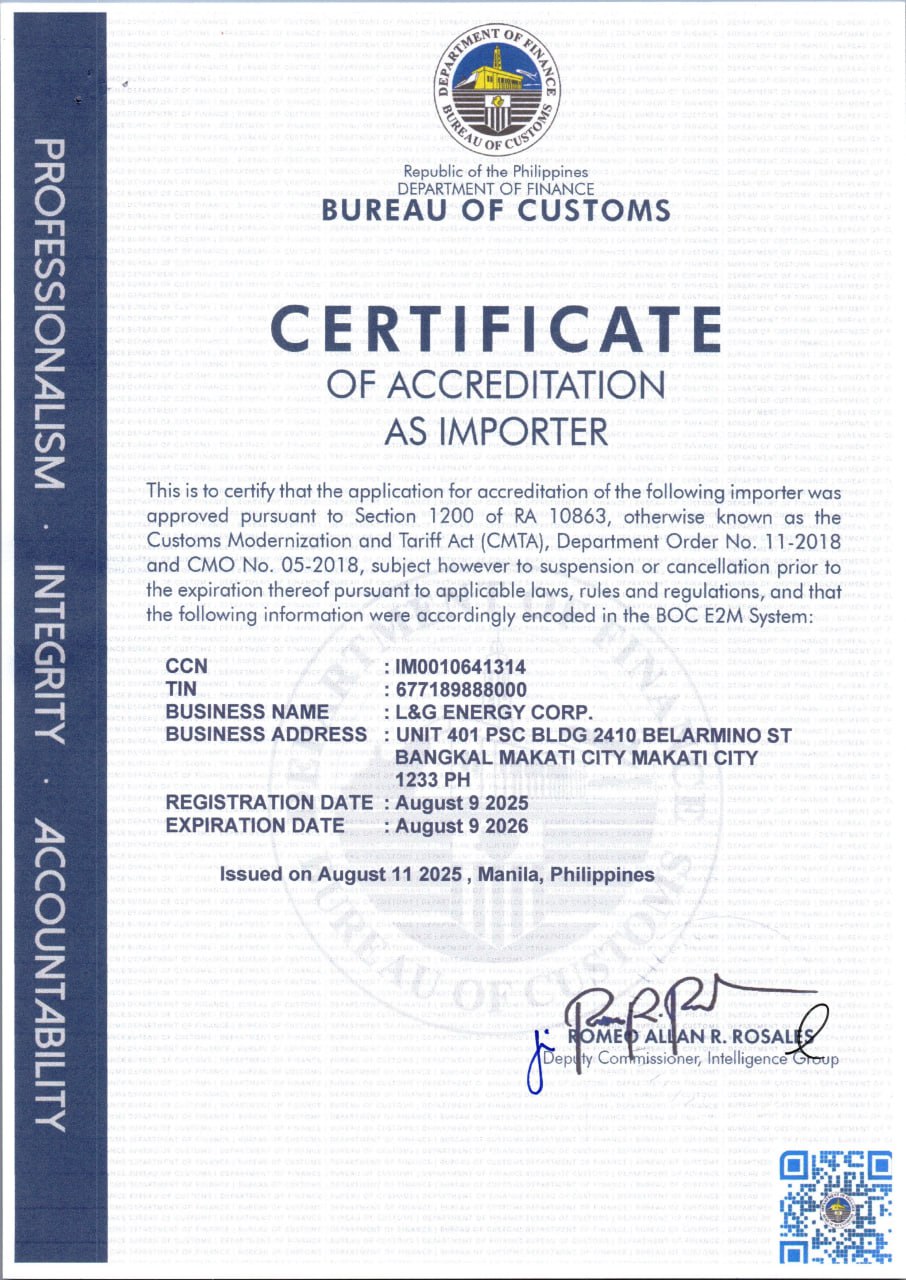 DEPARTMENT OF FINANCE
BUREAU OF CUSTOMS
Republic of the Philippines
DEPARTMENT OF FINANCE
BUREAU OF CUSTOMS
CERTIFICATE
OF ACCREDITATION
AS IMPORTER
This is to certify that the application for accreditation of the following importer was
approved pursuant to Section 1200 of RA 10863, otherwise known as the
Customs Modernization and Tariff Act (CMTA), Department Order No. 11-2018
and CMO No. 05-2018, subject however to suspension or cancellation prior to
the expiration thereof pursuant to applicable laws, rules and regulations, and that
the following information were accordingly encoded in the BOC E2M System:
CCN : IM0010641314
TIN : 677189888000
BUSINESS NAME : L&G ENERGY CORP.
BUSINESS ADDRESS : UNIT 401 PSC BLDG 2410 BELARMINO ST
BANGKAL MAKATI CITY MAKATI CITY
1233 PH
REGISTRATION DATE : August 9 2025
EXPIRATION DATE : August 9 2026
Issued on August 11 2025 , Manila, Philippines
ROMEO ALLAN R. ROSALES
Deputy Commissioner, Intelligence Group
PROFESSIONALISM · INTEGRITY · ACCOUNTABILITY